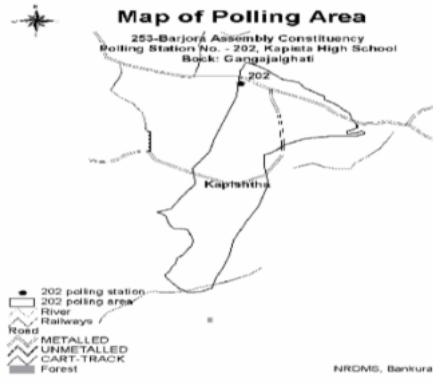 N
Map of Polling Area
253-Barjora Assembly Constituency
Polling Station No. - 202, Kapista High School
Bock: Gangajalghati
202
Kapishtha
202 polling station
202 polling area
River
Railways
Road
METALLED
UNMETALLED
CART-TRACK
Forest
NRDMS, Bankura